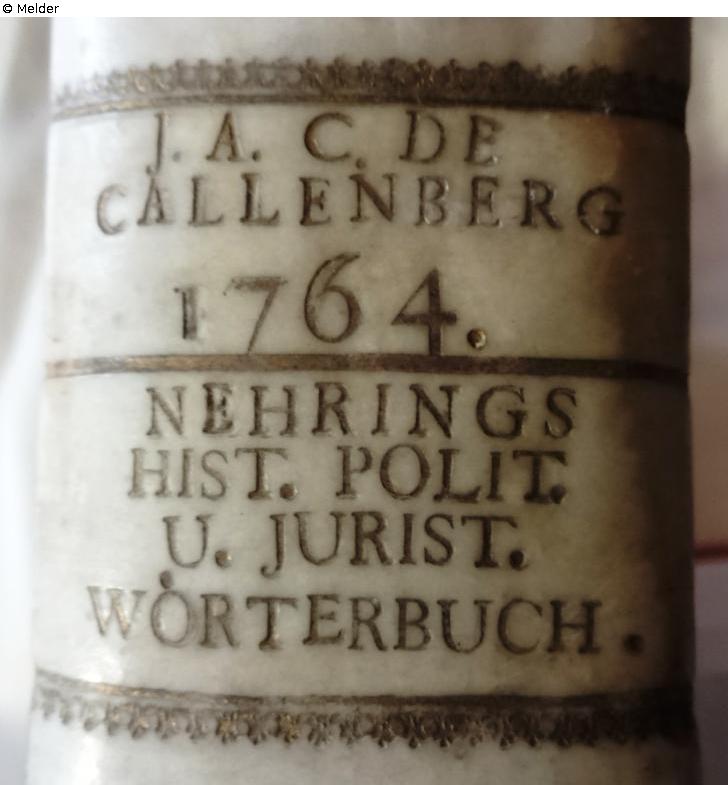 © Melder
J. A. C. DE
CALLENBERG
1764.
NEHRINGS
HIST. POLIT.
U. JURIST.
WÖRTERBUCH.